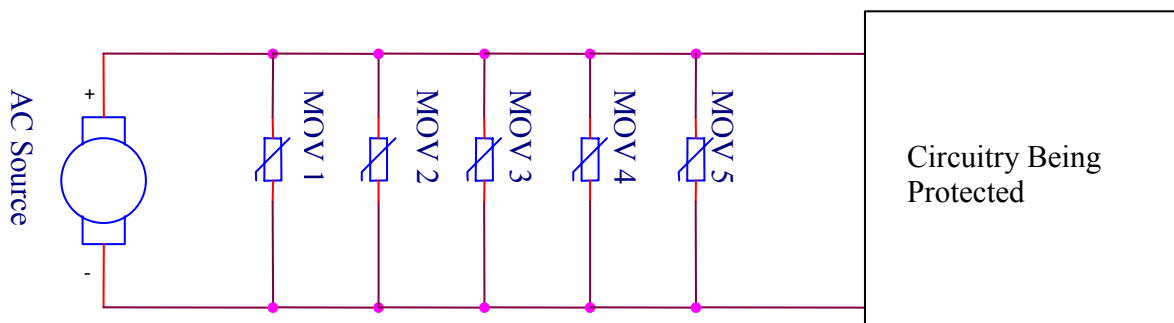 AC Source
+
-
MOV 1
MOV 2
MOV 3
MOV 4
MOV 5
Circuitry Being
Protected